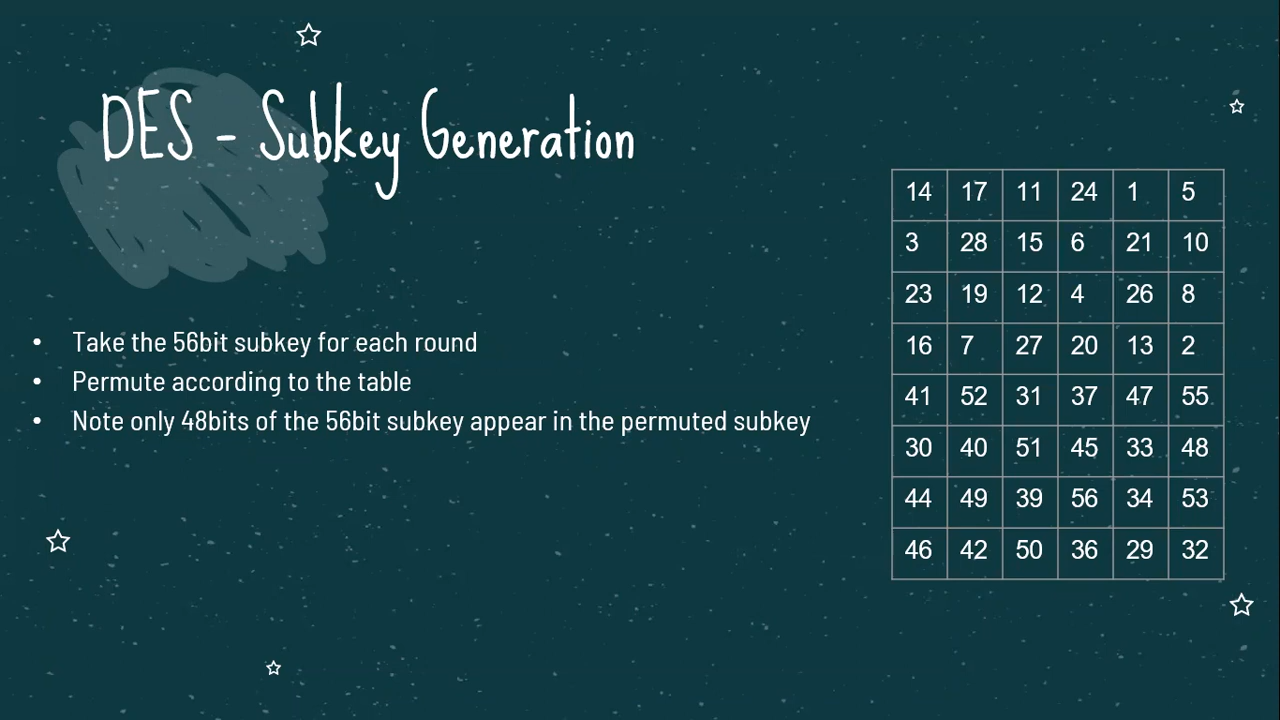 DES - Subkey Generation
• Take the 56bit subkey for each round
• Permute according to the table
• Note only 48bits of the 56bit subkey appear in the permuted subkey
14 17 11 24 1 5
3 28 15 6 21 10
23 19 12 4 26 8
16 7 27 20 13 2
41 52 31 37 47 55
30 40 51 45 33 48
44 49 39 56 34 53
46 42 50 36 29 32